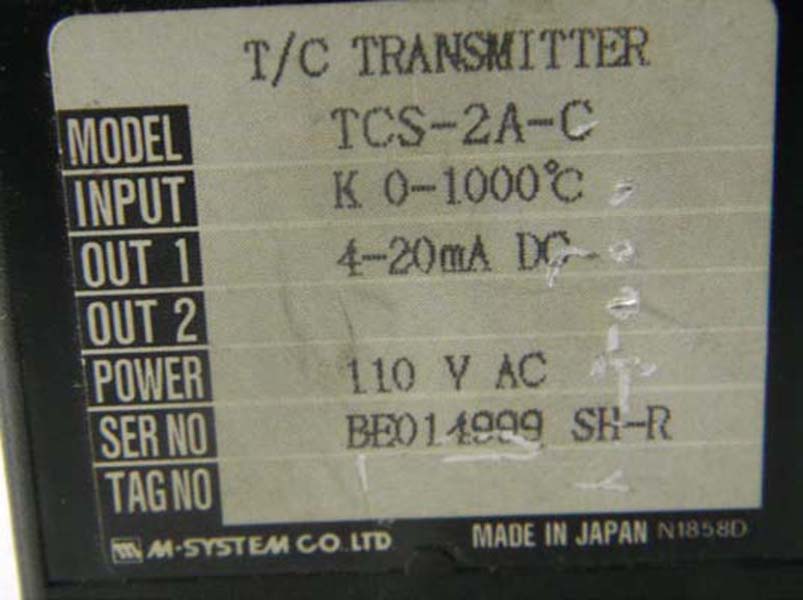 T/C TRANSMITTER
MODEL TCS-2A-C
INPUT K 0-1000℃
OUT 1 4-20mA DC
OUT 2
POWER 110 V AC
SER NO BE014999 SH-R
TAG NO
M-SYSTEM CO.,LTD. MADE IN JAPAN N1858D